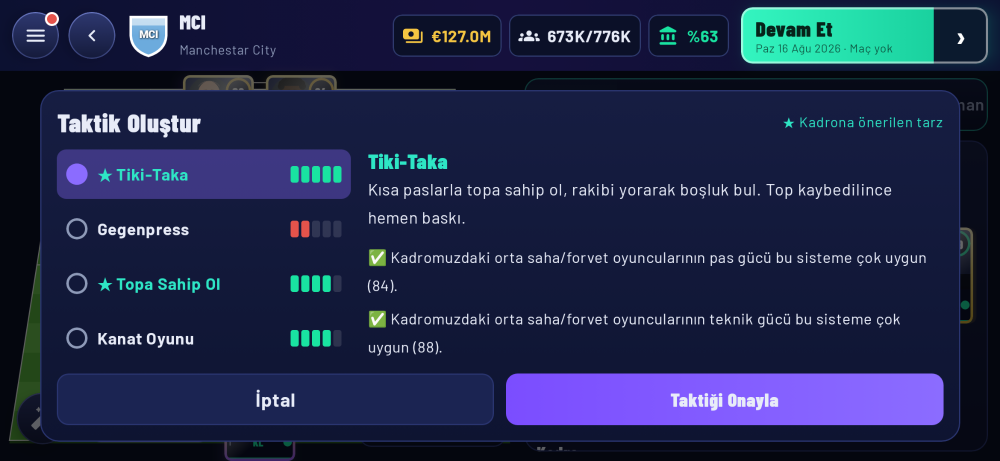 MCI
MCI
Manchestar City
€127.0M
673K/776K
%63
Devam Et
Paz 16 Ağu 2026 · Maç yok
Taktik Oluştur
★ Kadrona önerilen tarz
★ Tiki-Taka
Gegenpress
★ Topa Sahip Ol
Kanat Oyunu
Tiki-Taka
Kısa paslarla topa sahip ol, rakibi yorarak boşluk bul. Top kaybedilince
hemen baskı.
✅ Kadromuzdaki orta saha/forvet oyuncularının pas gücü bu sisteme çok uygun
(84).
✅ Kadromuzdaki orta saha/forvet oyuncularının teknik gücü bu sisteme çok
uygun (88).
İptal
Taktiği Onayla
KL